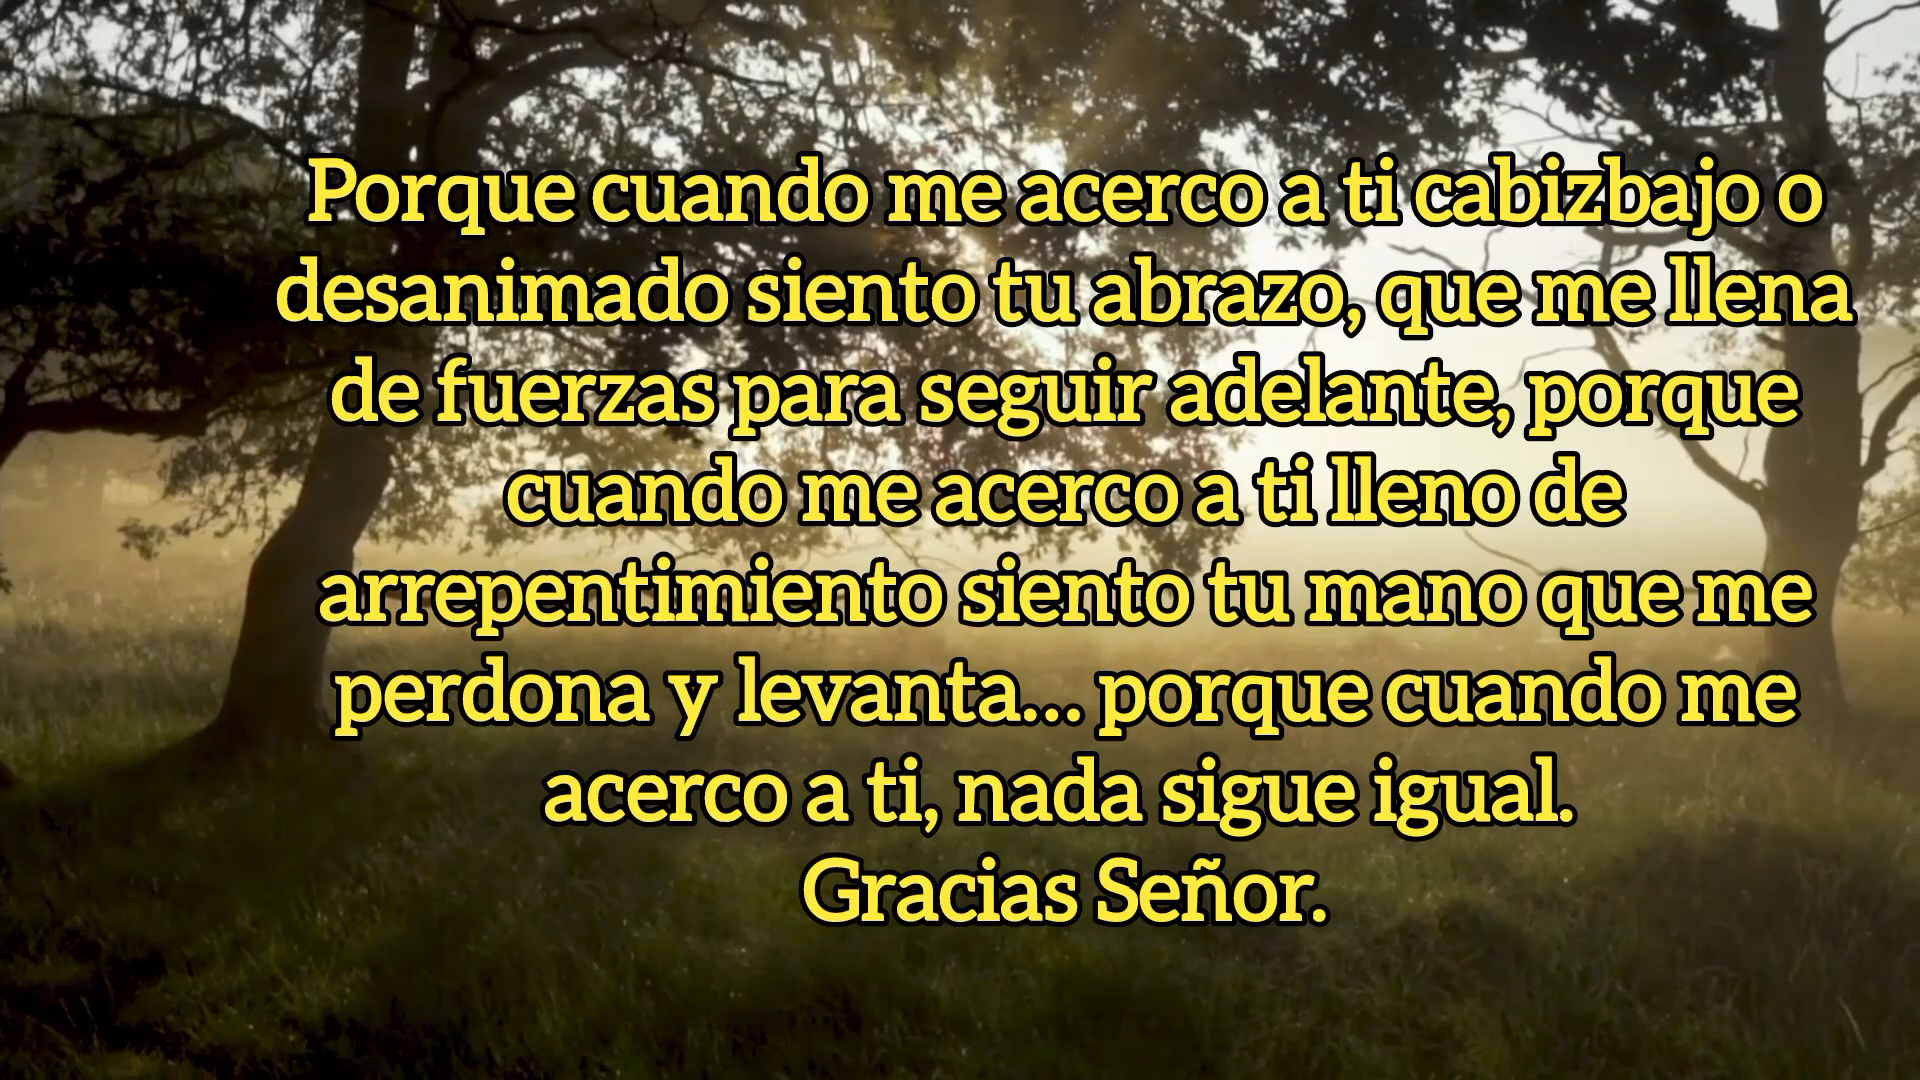 Porque cuando me acerco a ti cabizbajo o
desanimado siento tu abrazo, que me llena
de fuerzas para seguir adelante, porque
cuando me acerco a ti lleno de
arrepentimiento siento tu mano que me
perdona y levanta... porque cuando me
acerco a ti, nada sigue igual.
Gracias Señor.